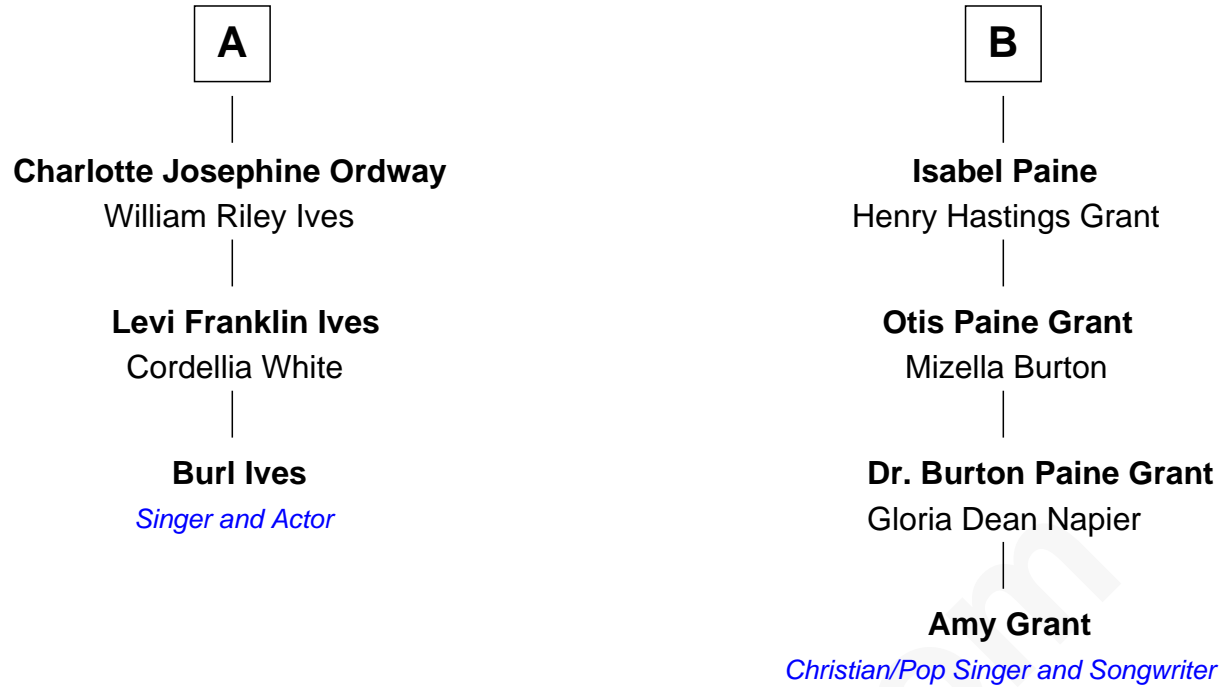 A
Charlotte Josephine Ordway
William Riley Ives
Levi Franklin Ives
Cordellia White
Burl Ives
Singer and Actor
B
Isabel Paine
Henry Hastings Grant
Otis Paine Grant
Mizella Burton
Dr. Burton Paine Grant
Gloria Dean Napier
Amy Grant
Christian/Pop Singer and Songwriter